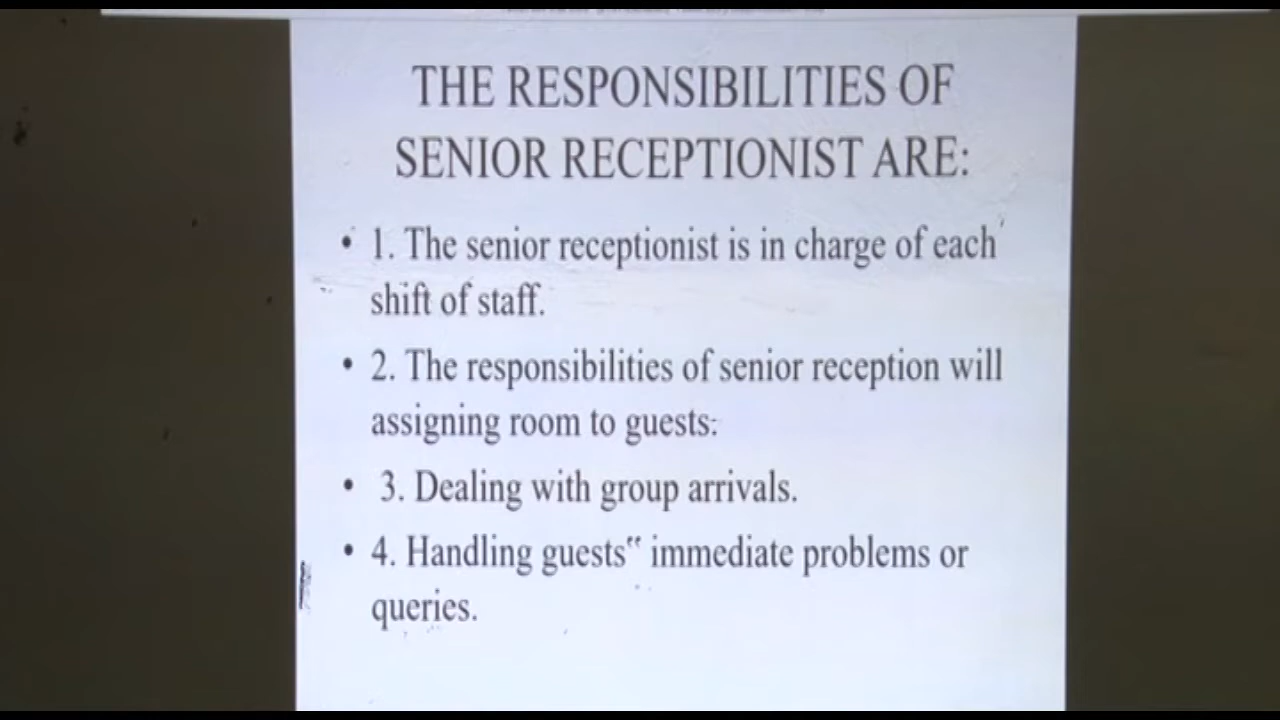 THE RESPONSIBILITIES OF
SENIOR RECEPTIONIST ARE:
• 1. The senior receptionist is in charge of each
shift of staff.
• 2. The responsibilities of senior reception will
assigning room to guests:
• 3. Dealing with group arrivals.
• 4. Handling guests‟ immediate problems or
queries.